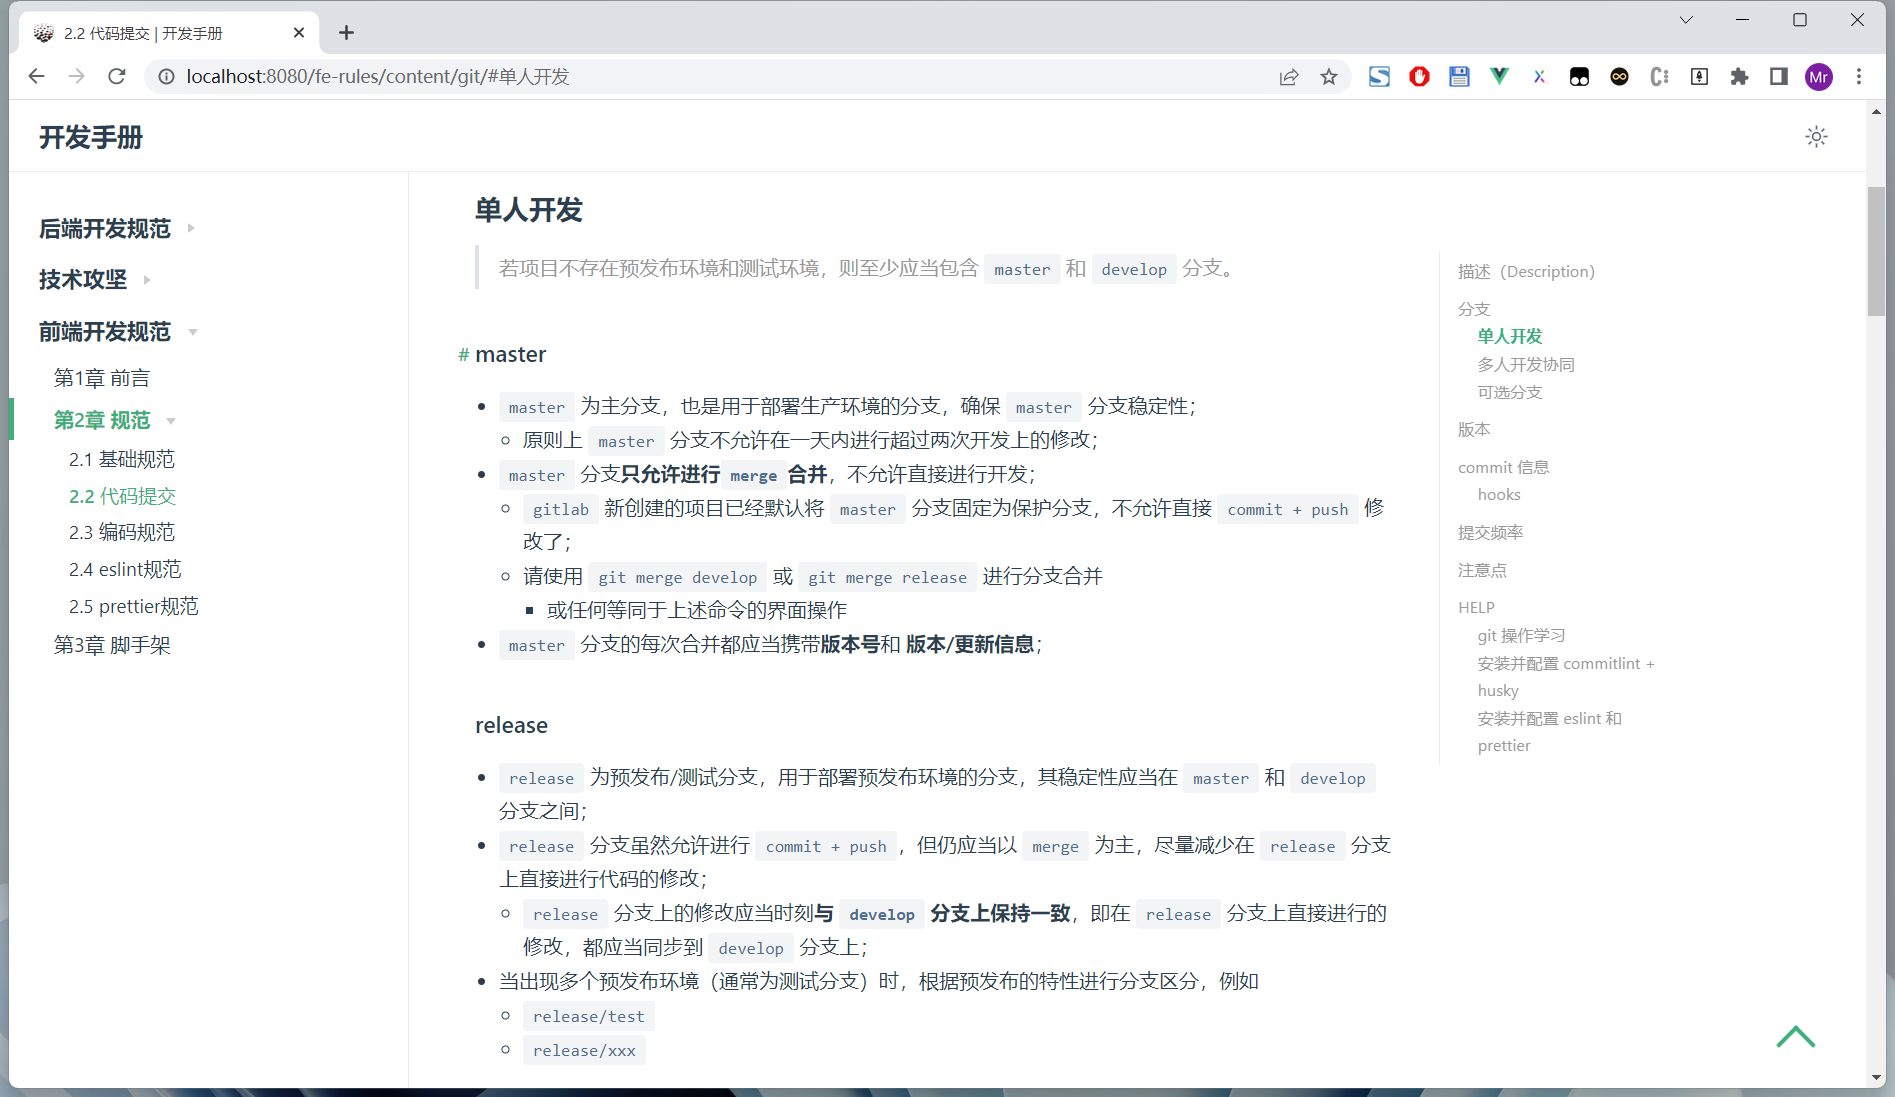 2.2 代码提交 | 开发手册
localhost:8080/fe-rules/content/git/#单人开发
Mr
开发手册
后端开发规范
技术攻坚
前端开发规范
第1章 前言
第2章 规范
2.1 基础规范
2.2 代码提交
2.3 编码规范
2.4 eslint规范
2.5 prettier规范
第3章 脚手架
单人开发
若项目不存在预发布环境和测试环境，则至少应当包含 master 和 develop 分支。
# master
master 为主分支，也是用于部署生产环境的分支，确保 master 分支稳定性；
原则上 master 分支不允许在一天内进行超过两次开发上的修改；
master 分支只允许进行 merge 合并，不允许直接进行开发；
gitlab 新创建的项目已经默认将 master 分支固定为保护分支，不允许直接 commit + push 修
改了；
请使用 git merge develop 或 git merge release 进行分支合并
或任何等同于上述命令的界面操作
master 分支的每次合并都应当携带版本号和 版本/更新信息；
release
release 为预发布/测试分支，用于部署预发布环境的分支，其稳定性应当在 master 和 develop
分支之间；
release 分支虽然允许进行 commit + push ，但仍应当以 merge 为主，尽量减少在 release 分支
上直接进行代码的修改；
release 分支上的修改应当时刻与 develop 分支上保持一致，即在 release 分支上直接进行的
修改，都应当同步到 develop 分支上；
当出现多个预发布环境（通常为测试分支）时，根据预发布的特性进行分支区分，例如
release/test
release/xxx
描述（Description）
分支
单人开发
多人开发协同
可选分支
版本
commit 信息
hooks
提交频率
注意点
HELP
git 操作学习
安装并配置 commitlint +
husky
安装并配置 eslint 和
prettier